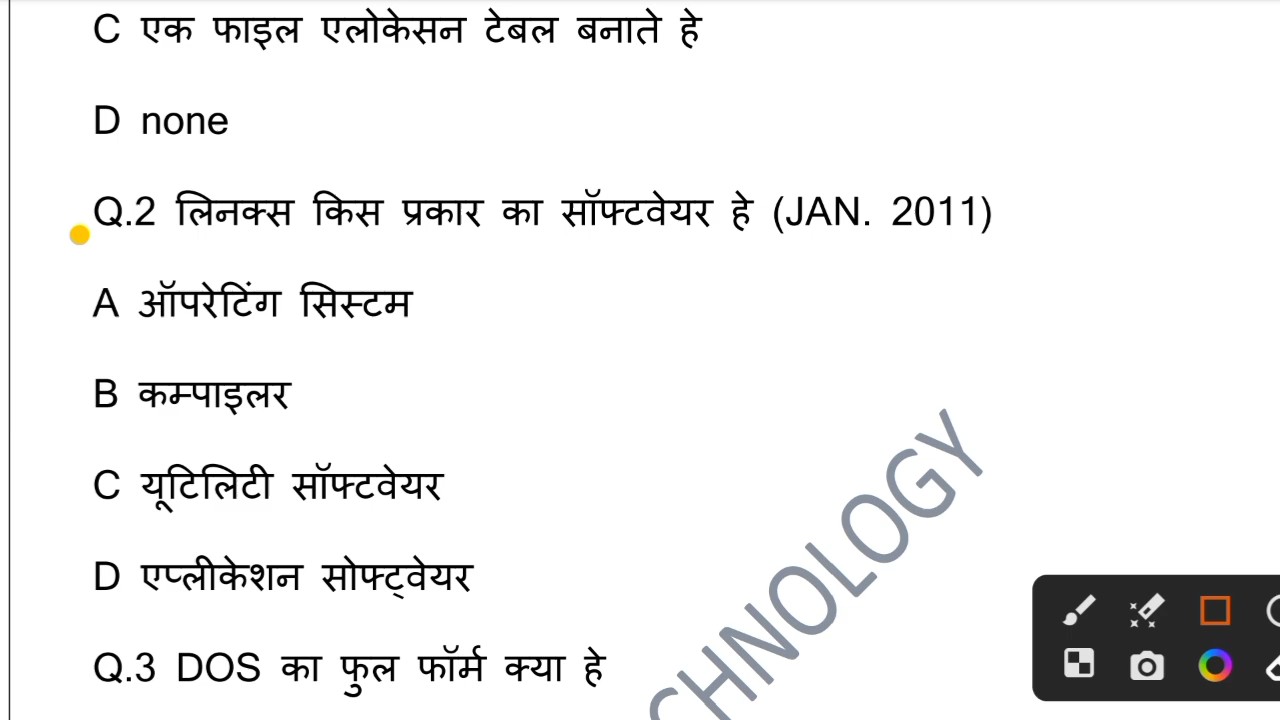 C एक फाइल एलोकेसन टेबल बनाते हे
D none
Q.2 लिनक्स किस प्रकार का सॉफ्टवेयर हे (JAN. 2011)
A ऑपरेटिंग सिस्टम
B कम्पाइलर
C यूटिलिटी सॉफ्टवेयर
D एप्लीकेशन सोफ्ट्वेयर
Q.3 DOS का फुल फॉर्म क्या हे
CHNOLOGY